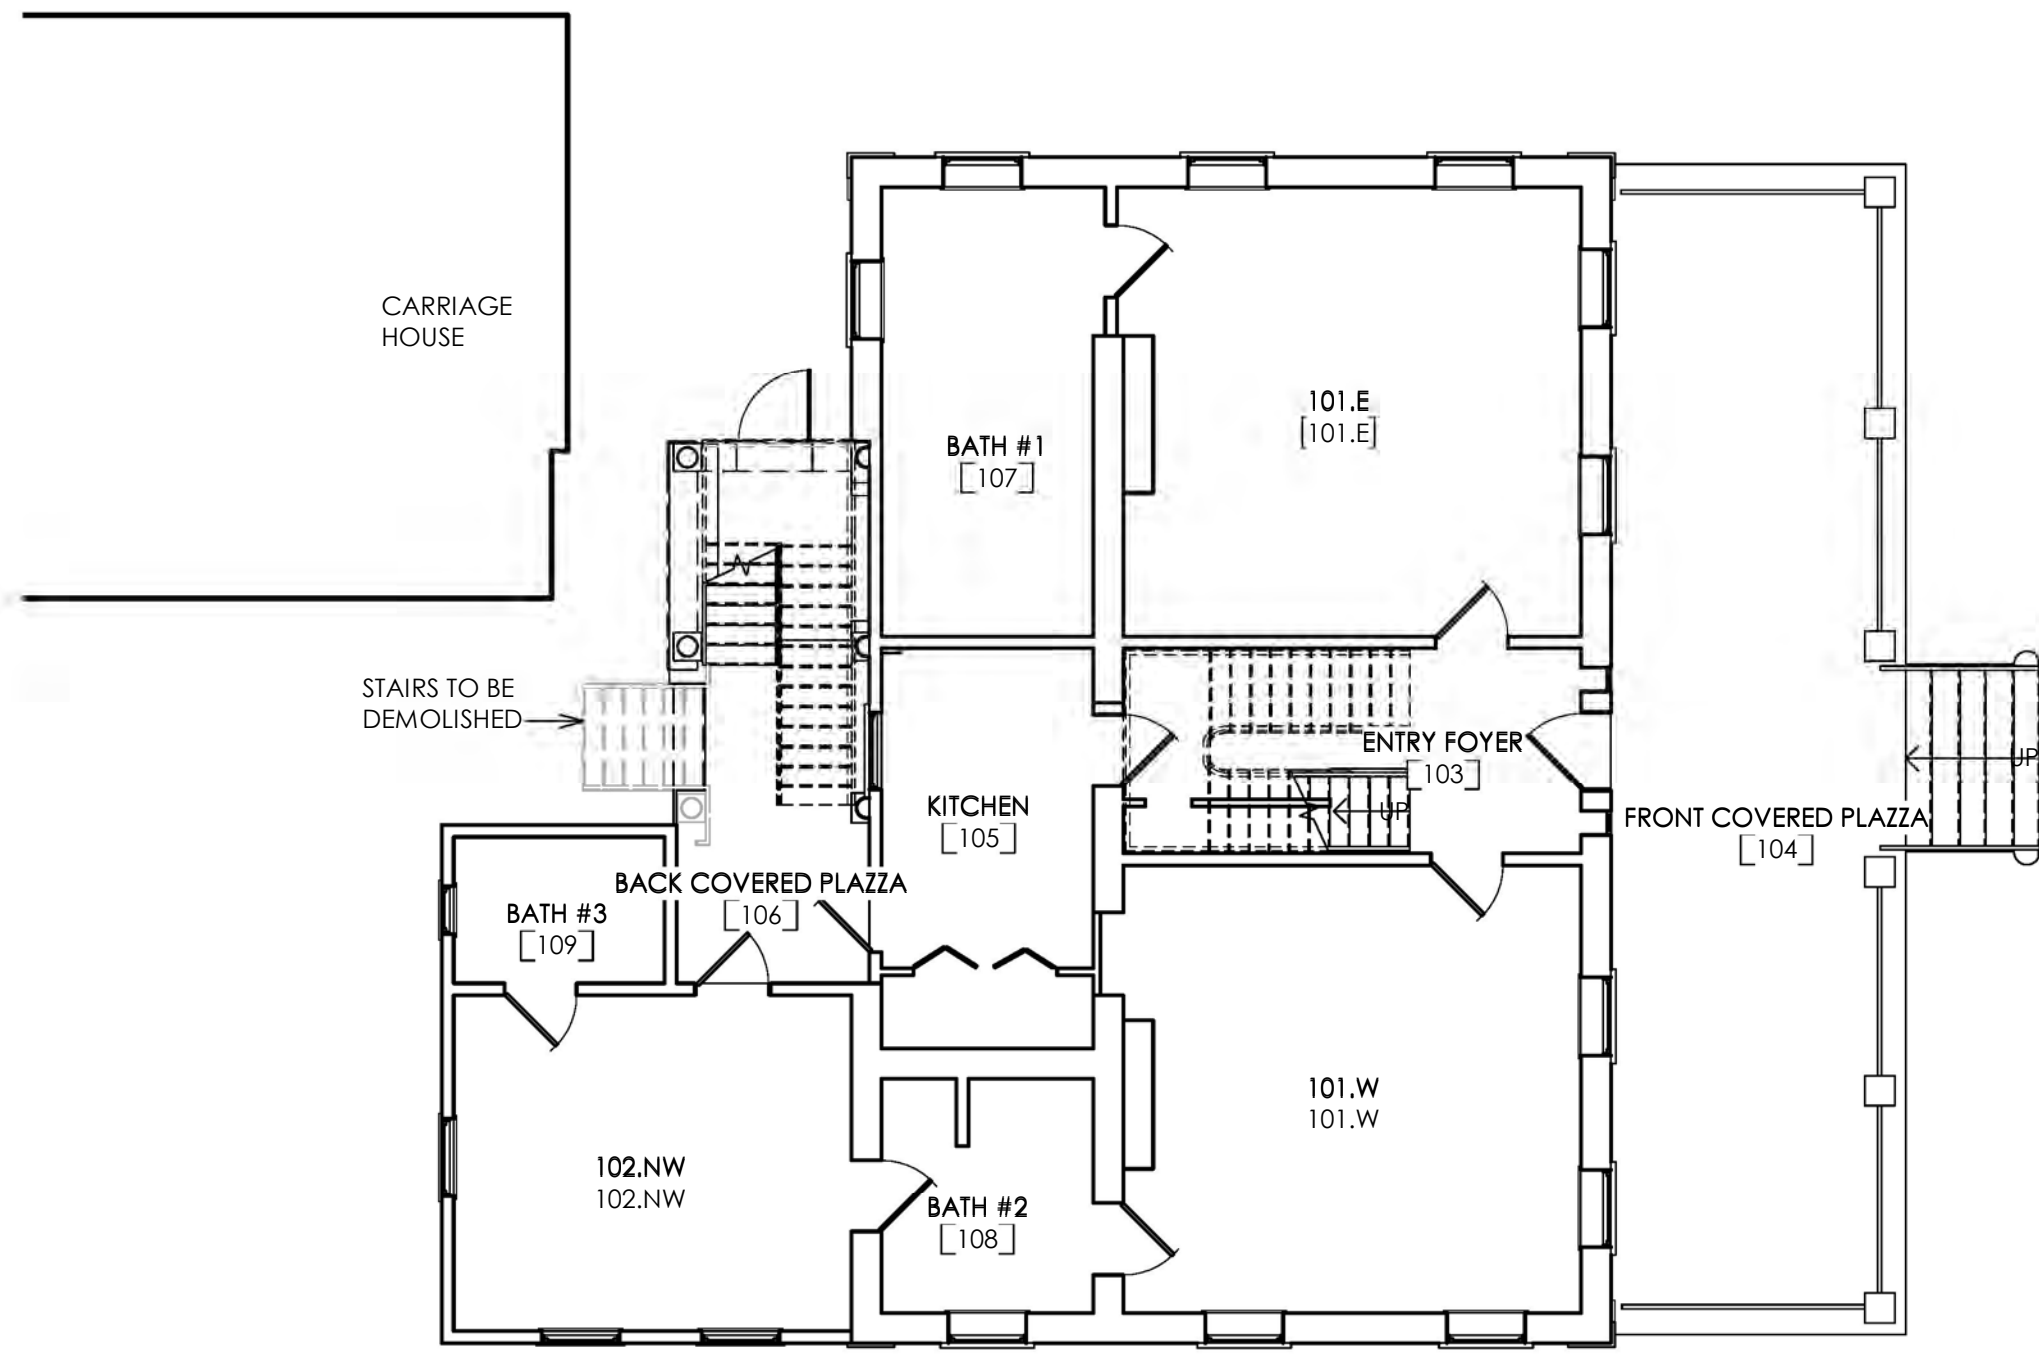 CARRIAGE
HOUSE
101.E
[101.E]
BATH #1
[107]
STAIRS TO BE
DEMOLISHED
ENTRY FOYER
[103]
UP
KITCHEN
[105]
UP
FRONT COVERED PLAZZA
[104]
BACK COVERED PLAZZA
[106]
BATH #3
[109]
101.W
101.W
102.NW
102.NW
BATH #2
[108]